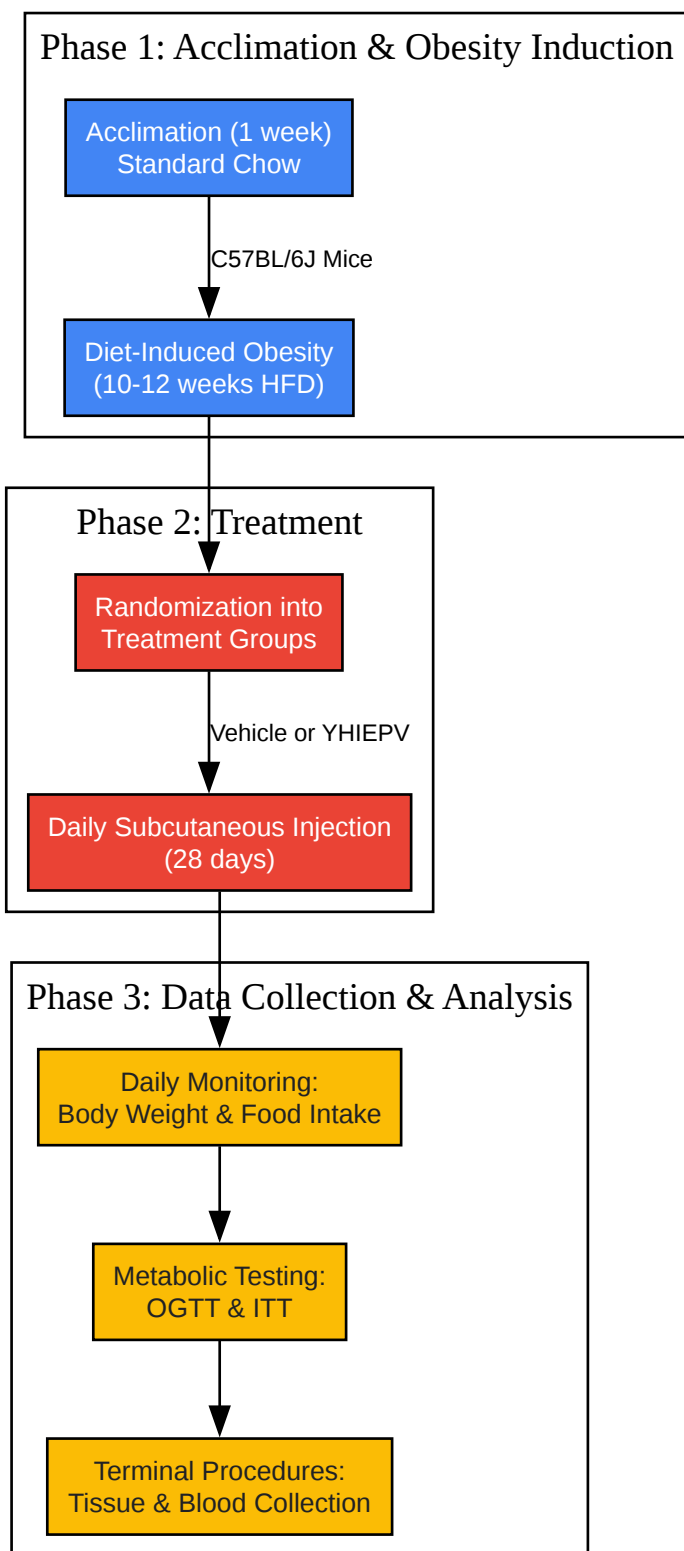 Phase 1: Acclimation & Obesity Induction
Acclimation (1 week)
Standard Chow
C57BL/6J Mice
Diet-Induced Obesity
(10-12 weeks HFD)
Phase 2: Treatment
Randomization into
Treatment Groups
Vehicle or YHIEPV
Daily Subcutaneous Injection
(28 days)
Phase 3: Data Collection & Analysis
Daily Monitoring:
Body Weight & Food Intake
Metabolic Testing:
OGTT & ITT
Terminal Procedures:
Tissue & Blood Collection